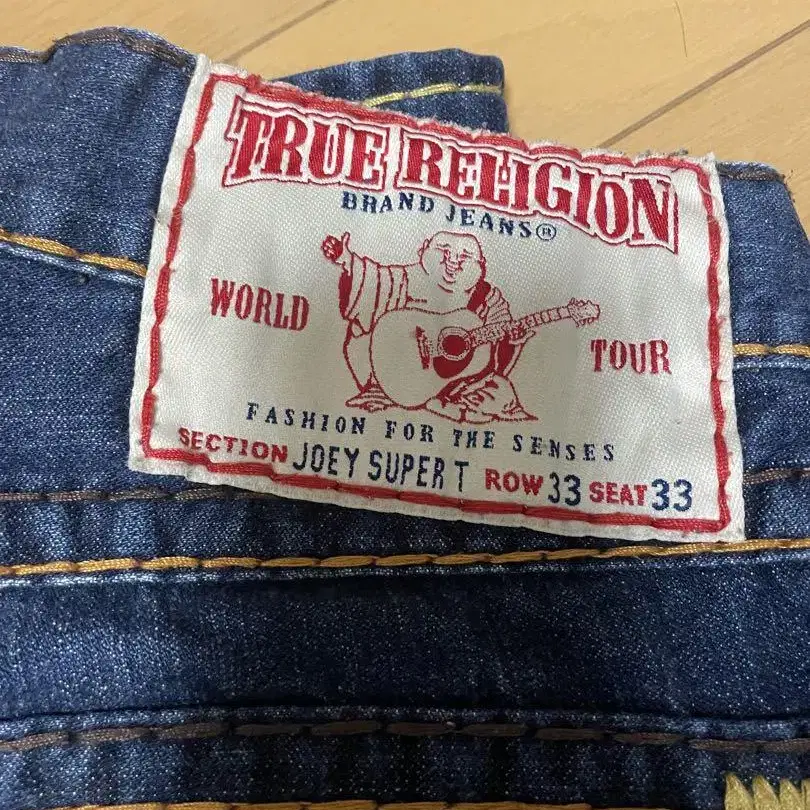 TRUE RELIGION
BRAND JEANS®
WORLD TOUR
FASHION FOR THE SENSES
SECTION JOEY SUPER T ROW 33 SEAT 33